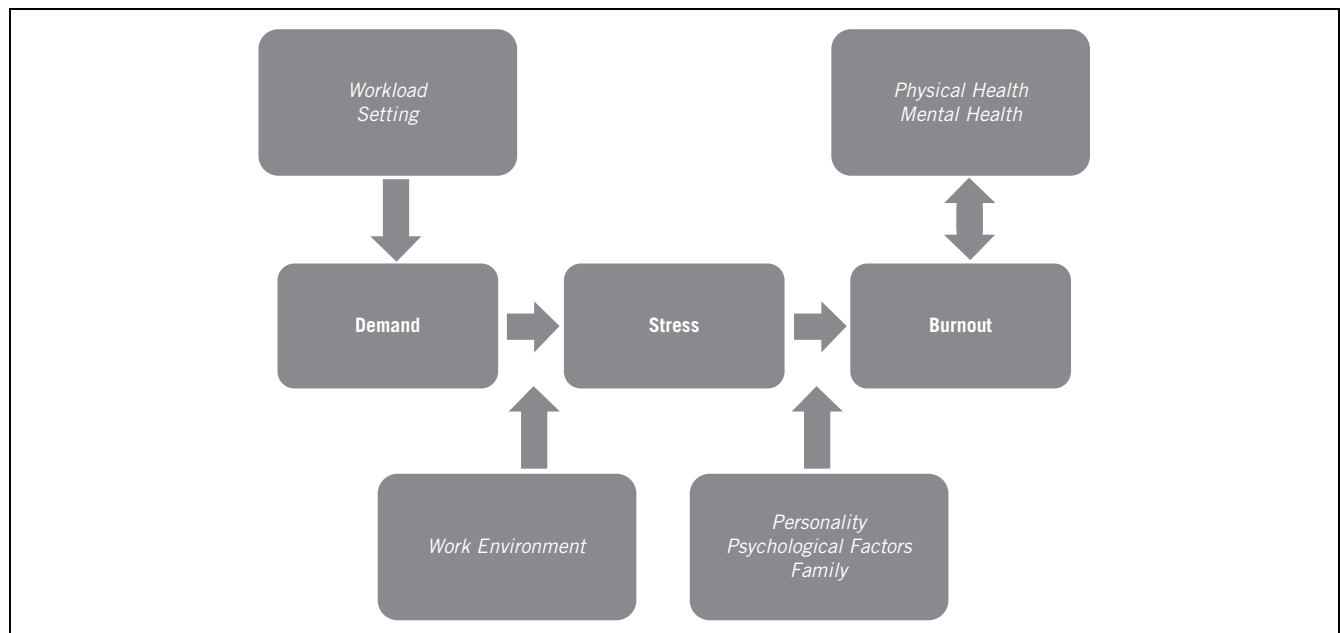 Workload
Setting
Physical Health
Mental Health
Demand
Stress
Burnout
Work Environment
Personality
Psychological Factors
Family